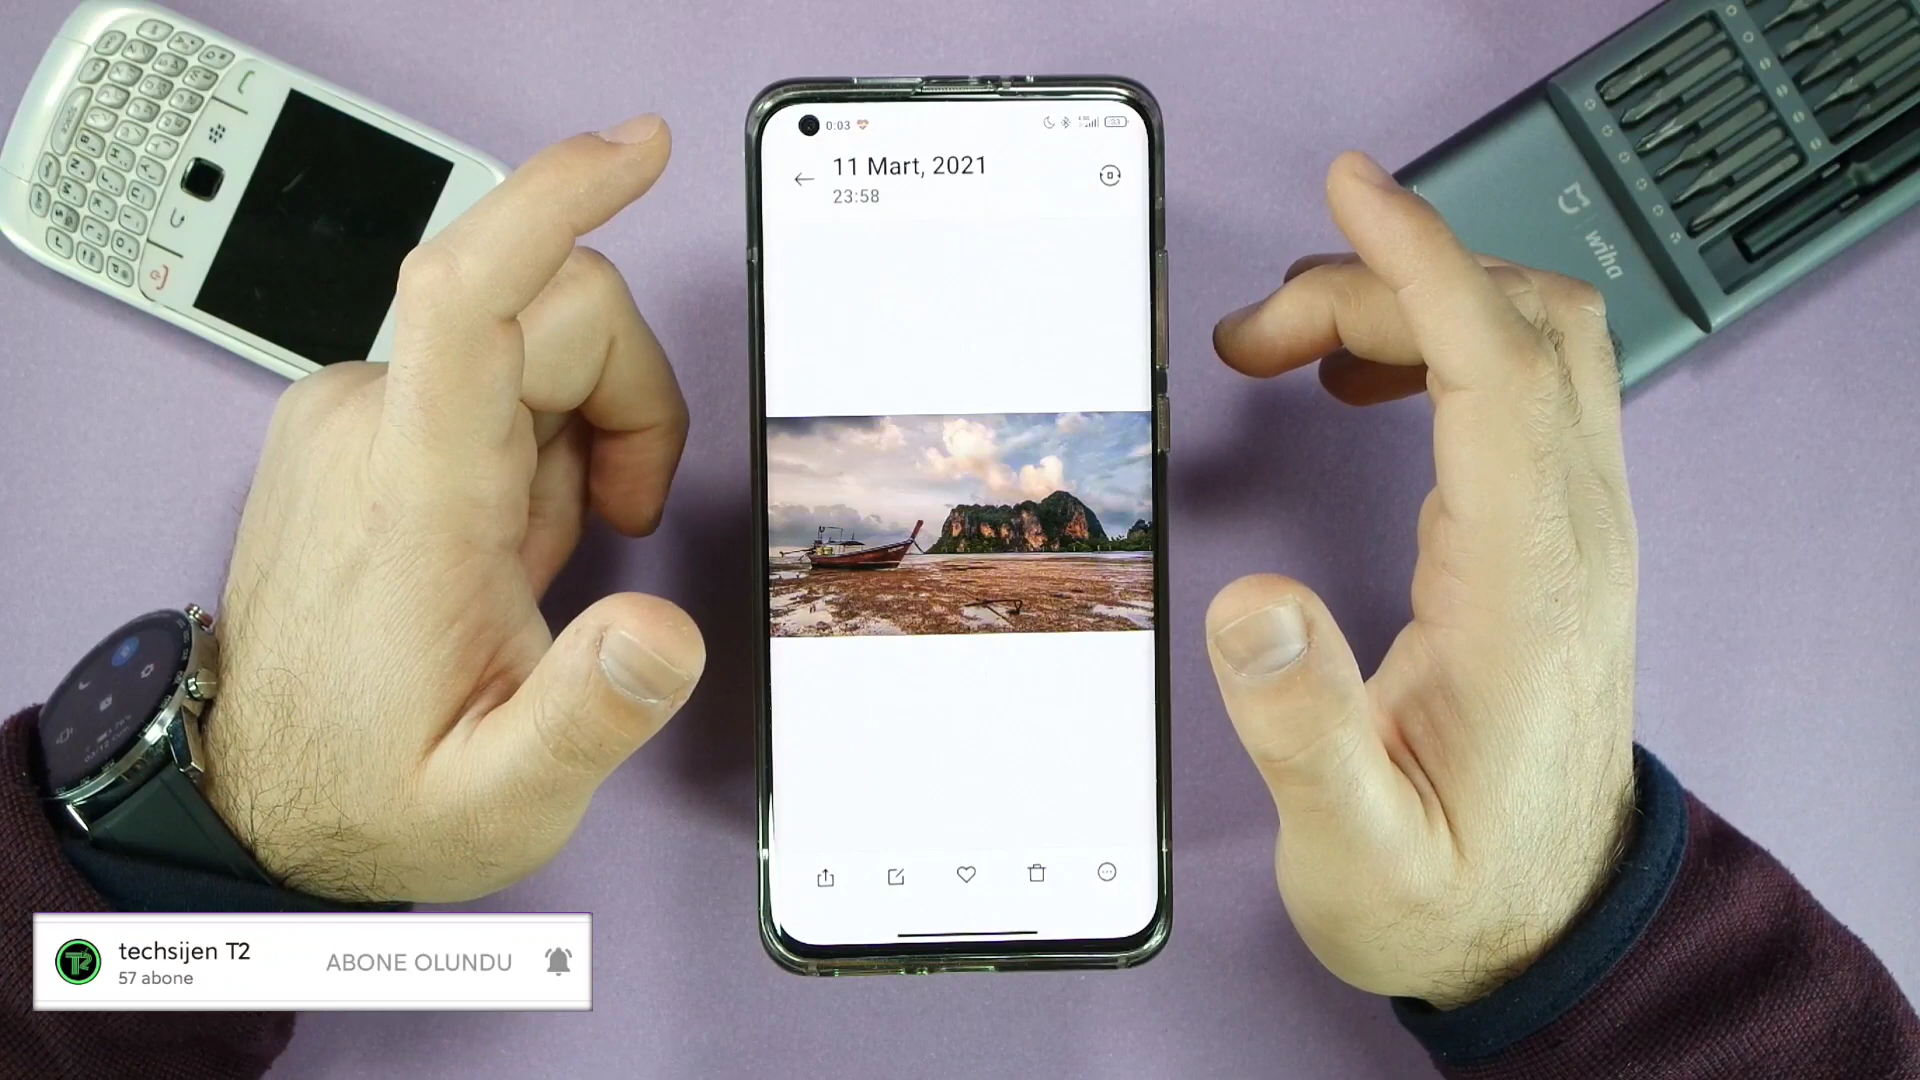 0:03
11 Mart, 2021
23:58
wiha
techsijen T2
57 abone
ABONE OLUNDU